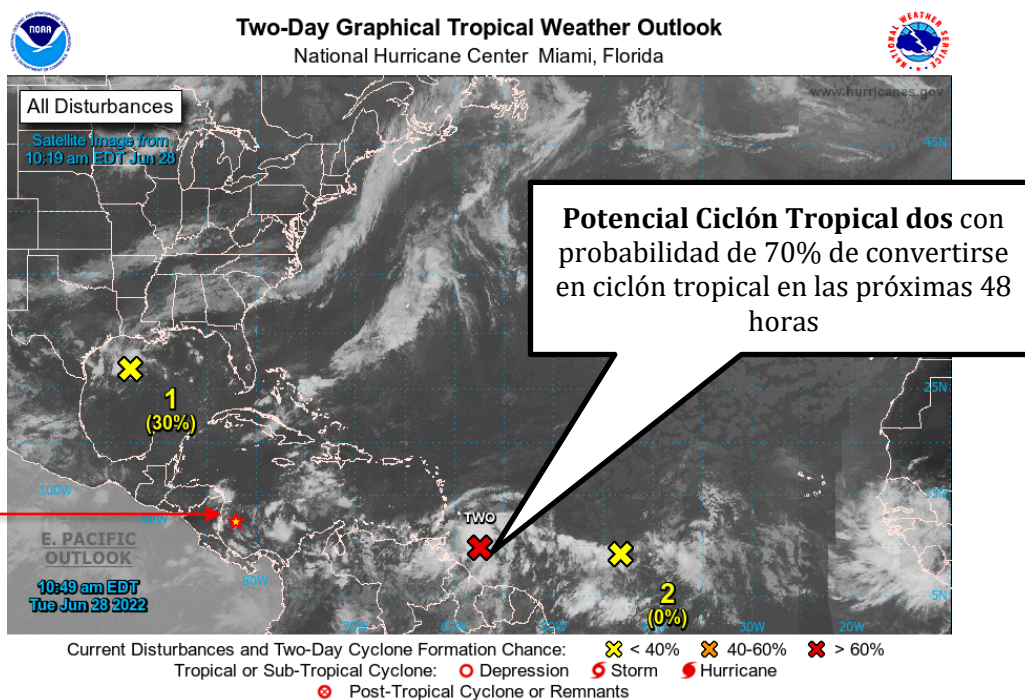 Two-Day Graphical Tropical Weather Outlook
National Hurricane Center Miami, Florida
NOAA
All Disturbances
Satellite Image from
10:19 am EDT Jun 28
www.hurricanes.gov
45N
Potencial Ciclón Tropical dos con
probabilidad de 70% de convertirse
en ciclón tropical en las próximas 48
horas
1
(30%)
25N
100W
90W
TWO
E. PACIFIC
OUTLOOK
10:49 am EDT
Tue Jun 28 2022
80W
2
(0%)
5N
70W
30W
20W
Current Disturbances and Two-Day Cyclone Formation Chance: < 40% 40-60% > 60%
Tropical or Sub-Tropical Cyclone: Depression Storm Hurricane
Post-Tropical Cyclone or Remnants